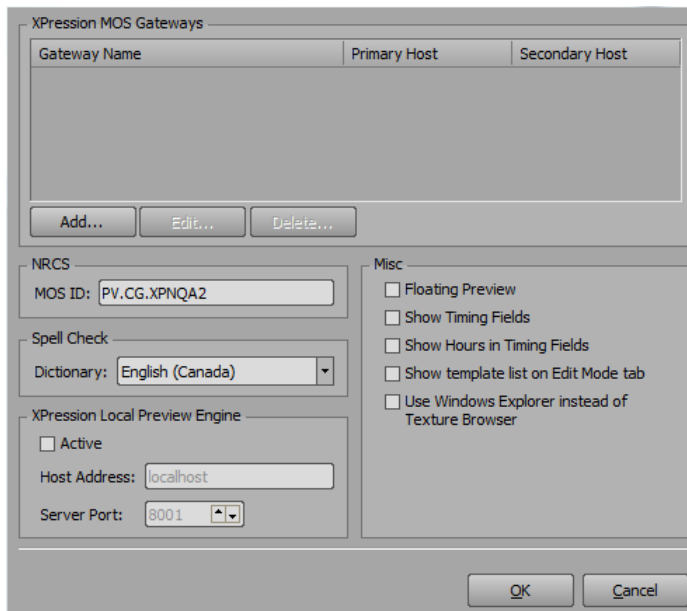 XPression MOS Gateways
Gateway Name Primary Host Secondary Host
Add... Edit... Delete...
NRCS
MOS ID: PV.CG.XPNQA2
Spell Check
Dictionary: English (Canada)
XPression Local Preview Engine
Active
Host Address: localhost
Server Port: 8001
Misc
Floating Preview
Show Timing Fields
Show Hours in Timing Fields
Show template list on Edit Mode tab
Use Windows Explorer instead of
Texture Browser
OK Cancel